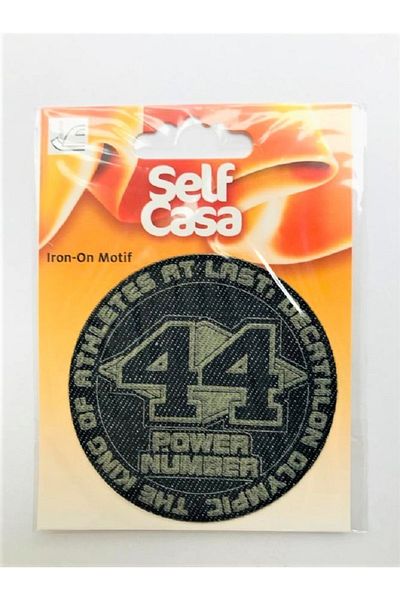 Self
Casa
Iron-On Motif
THE KING OF ATHLETES AT LAST: DECATHLON OLYMPIC
44
POWER
NUMBER